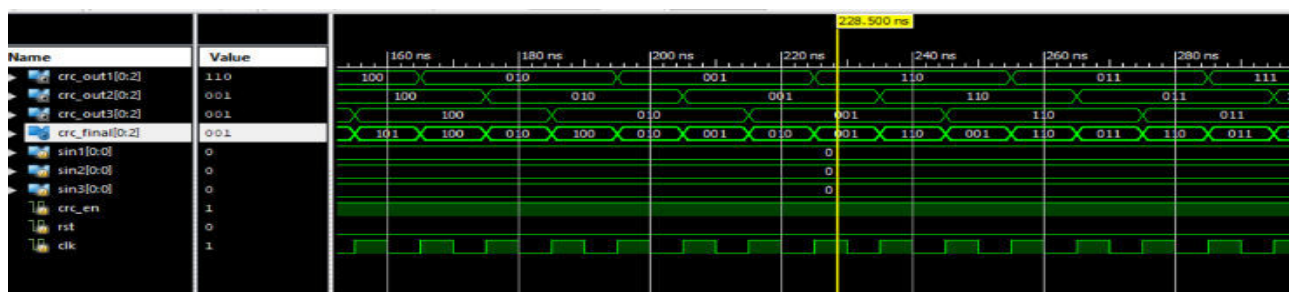 228.500 ns
Name Value 160 ns 180 ns 200 ns 220 ns 240 ns 260 ns 280 ns
crc_out1[0:2] 110 100 010 001 110 011 111
crc_out2[0:2] 001 100 010 001 110 011
crc_out3[0:2] 001 100 010 001 110 011
crc_final[0:2] 001 101 100 010 100 010 001 010 001 110 001 110 011 110 011
sin1[0:0] 0 0
sin2[0:0] 0 0
sin3[0:0] 0 0
crc_en 1
rst 0
clk 1